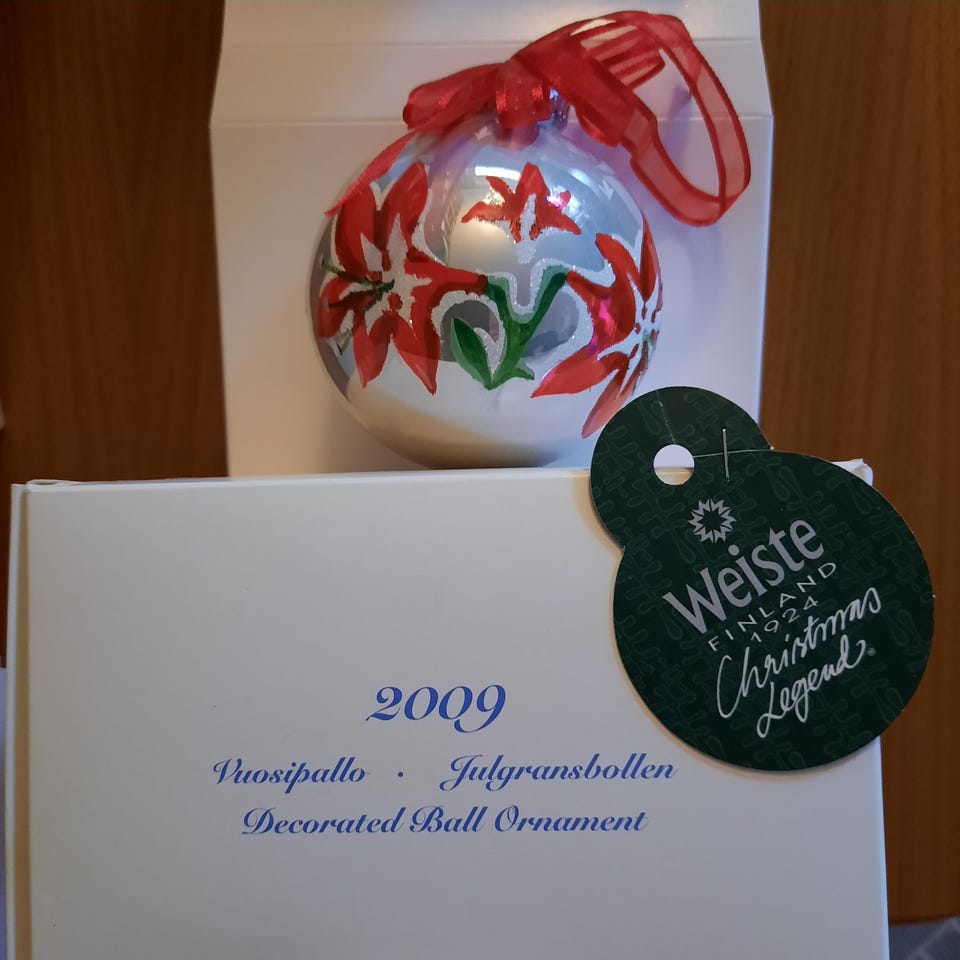 Weiste
FINLAND
1924
Christmas
Legend®
2009
Vuosipallo · Julgransbollen
Decorated Ball Ornament